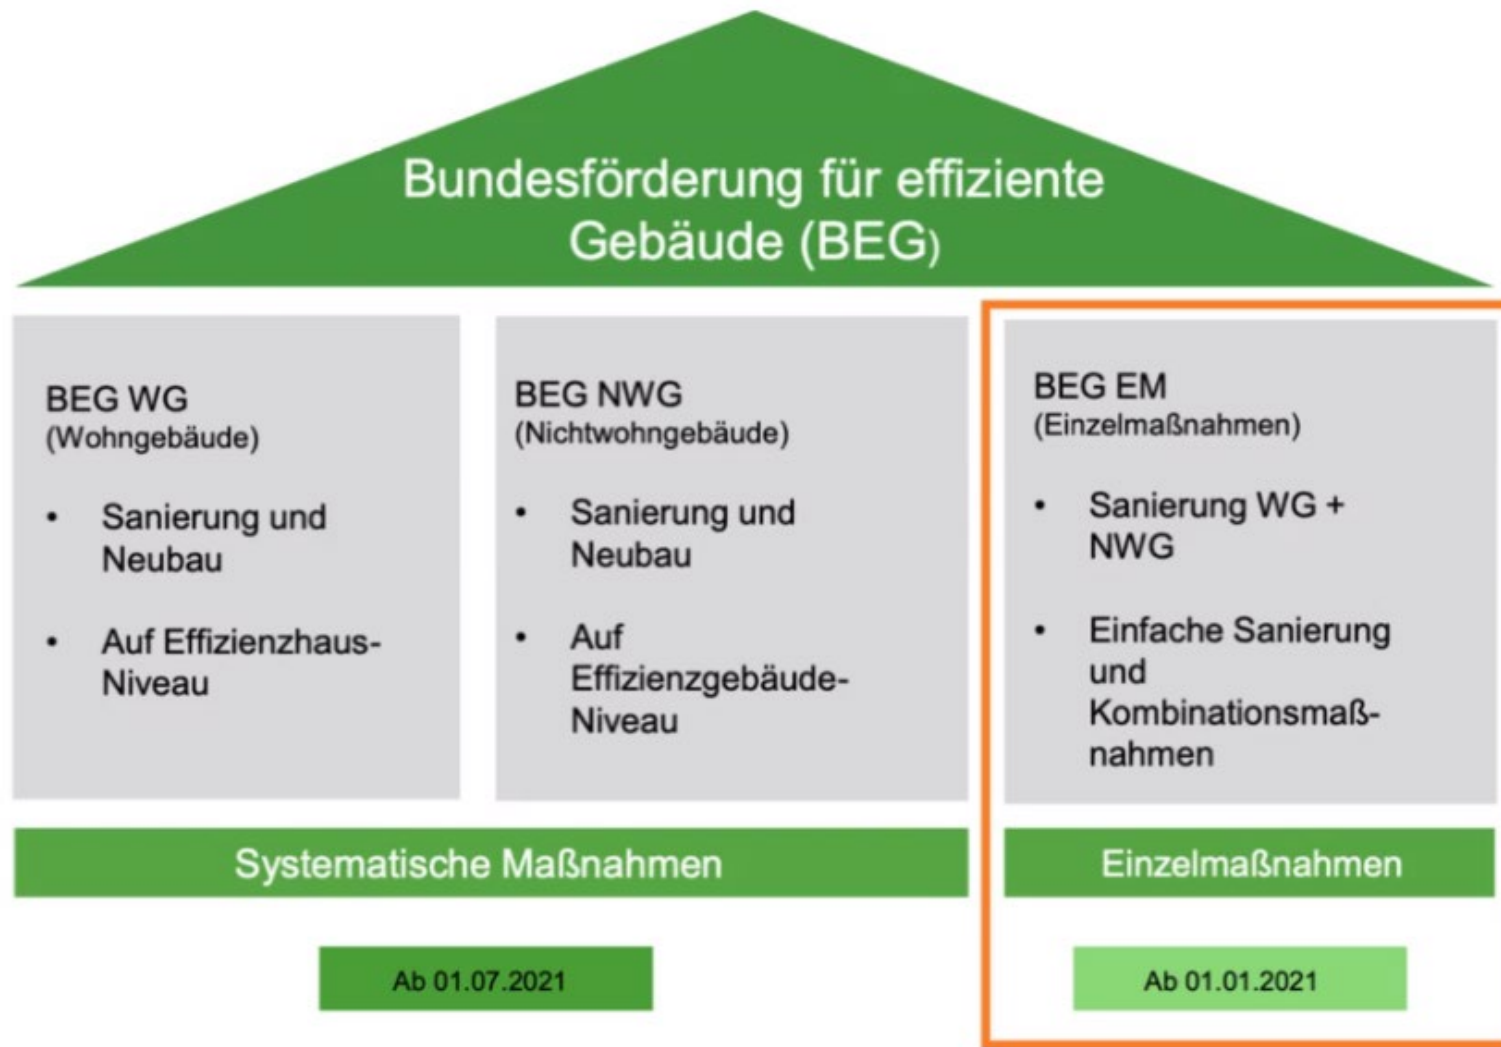 Bundesförderung für effiziente
Gebäude (BEG)
BEG WG
(Wohngebäude)
• Sanierung und
Neubau
• Auf Effizienzhaus-
Niveau
BEG NWG
(Nichtwohngebäude)
• Sanierung und
Neubau
• Auf
Effizienzgebäude-
Niveau
BEG EM
(Einzelmaßnahmen)
• Sanierung WG +
NWG
• Einfache Sanierung
und
Kombinationsmaß-
nahmen
Systematische Maßnahmen
Einzelmaßnahmen
Ab 01.07.2021
Ab 01.01.2021